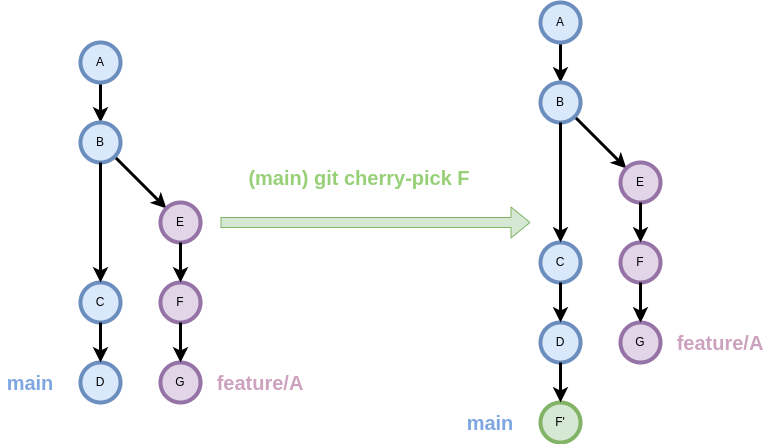 A
B
E
C
F
main
D
G
feature/A
(main) git cherry-pick F
A
B
E
C
F
D
G
feature/A
main
F'